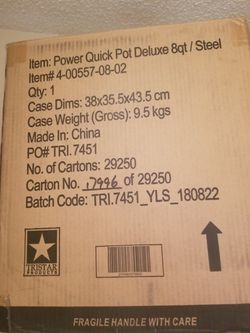 Item: Power Quick Pot Deluxe 8qt / Steel
Item# 4-00557-08-02
Qty: 1
Case Dims: 38x35.5x43.5 cm
Case Weight (Gross): 9.5 kgs
Made In: China
PO# TRI.7451
No. of Cartons: 29250
Carton No. 17996 of 29250
Batch Code: TRI.7451_YLS_180822
TRISTAR
PRODUCTS
FRAGILE HANDLE WITH CARE